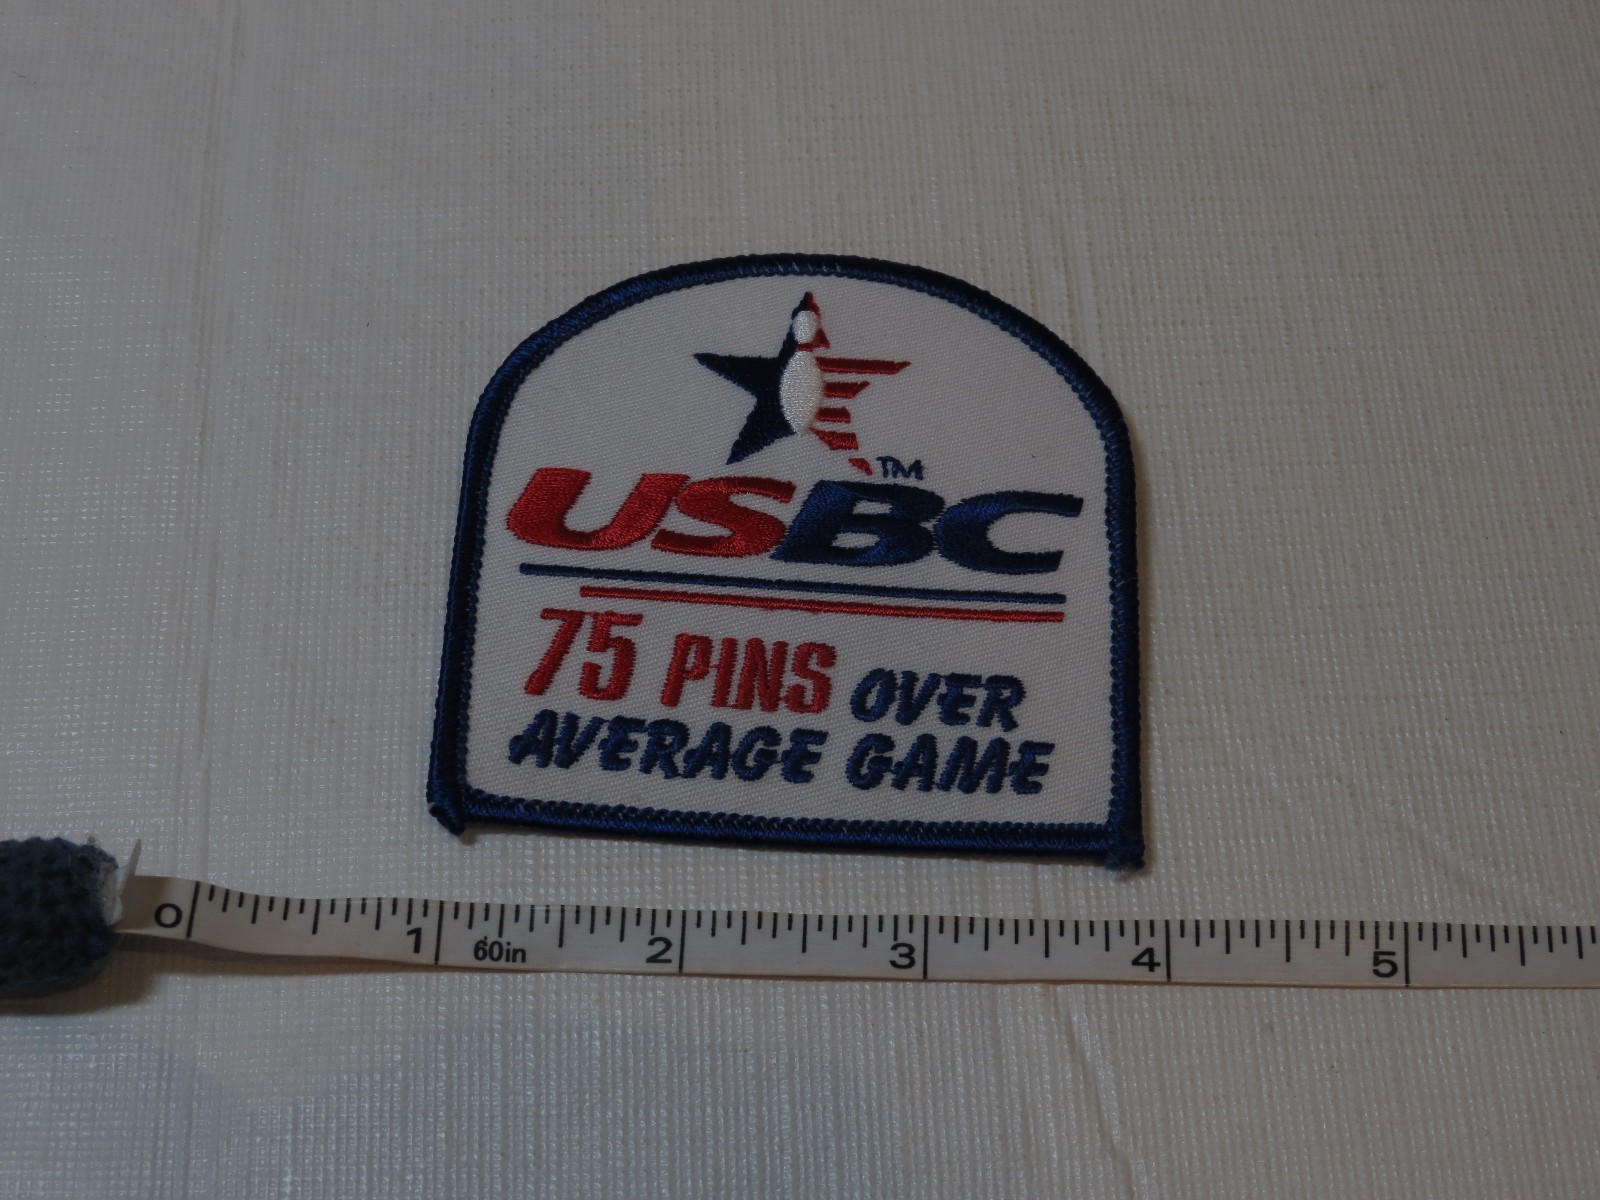 ™
USBC
75 PINS OVER
AVERAGE GAME
0 1 60in 2 3 4 5